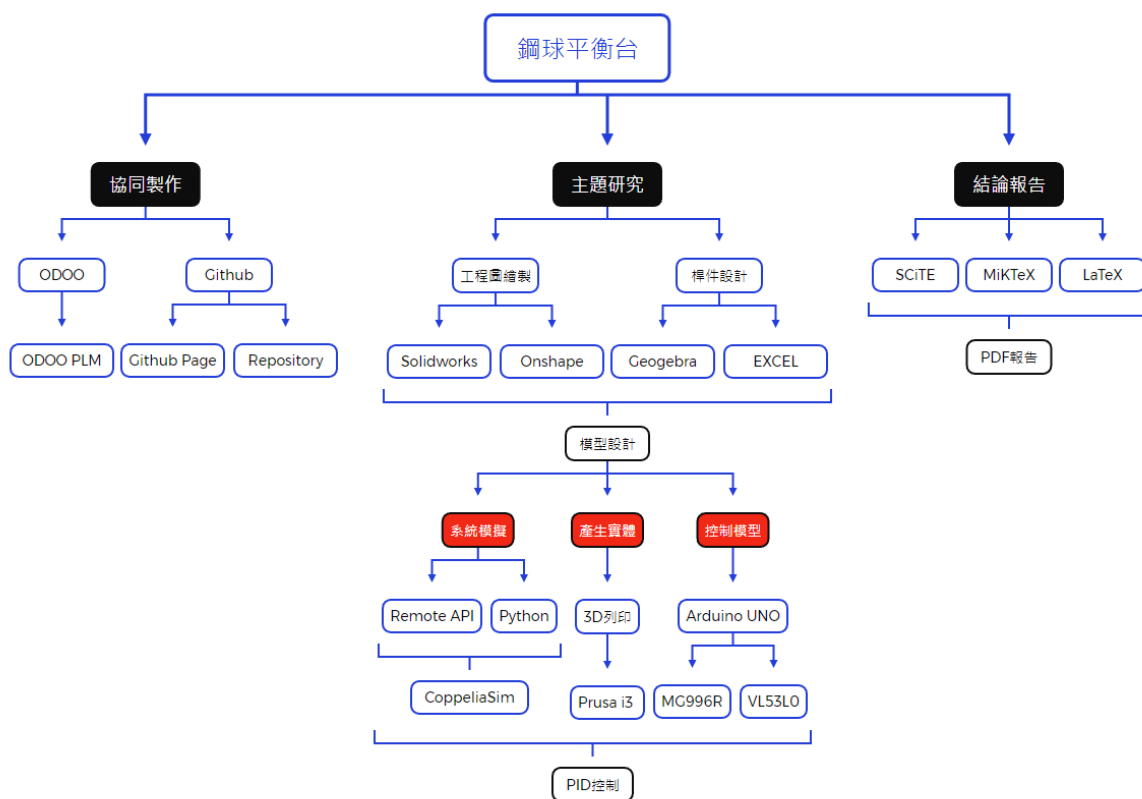 鋼球平衡台
協同製作
主題研究
結論報告
ODOO
Github
工程圖繪製
桿件設計
SCiTE
MiKTeX
LaTeX
ODOO PLM
Github Page
Repository
Solidworks
Onshape
Geogebra
EXCEL
PDF報告
模型設計
系統模擬
產生實體
控制模型
Remote API
Python
3D列印
Arduino UNO
CoppeliaSim
Prusa i3
MG996R
VL53L0
PID控制